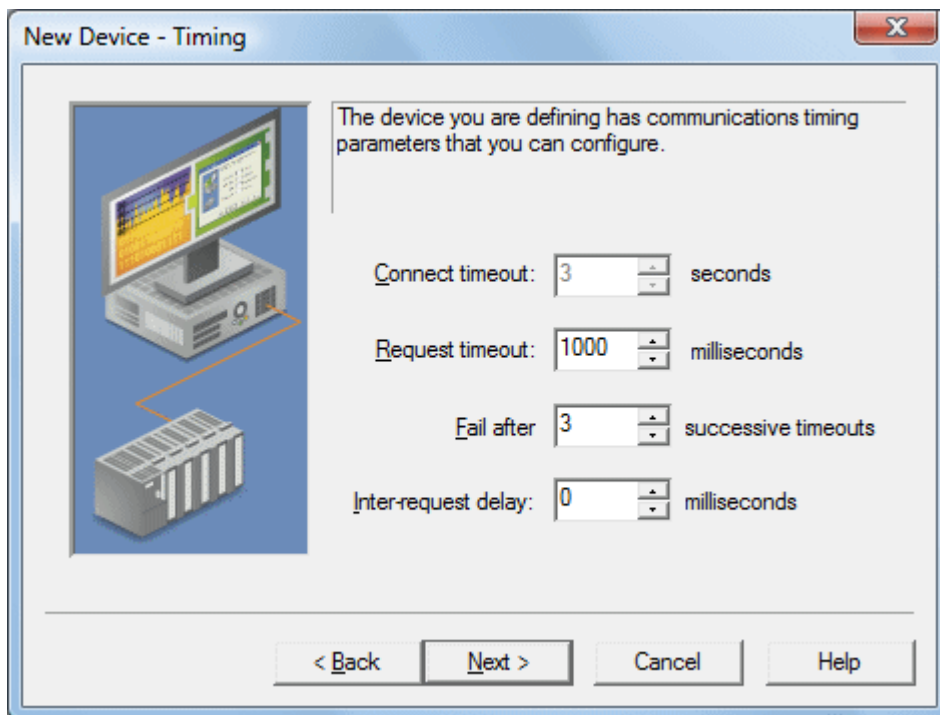 New Device - Timing
The device you are defining has communications timing
parameters that you can configure.
Connect timeout: 3 seconds
Request timeout: 1000 milliseconds
Fail after 3 successive timeouts
Inter-request delay: 0 milliseconds
< Back Next > Cancel Help